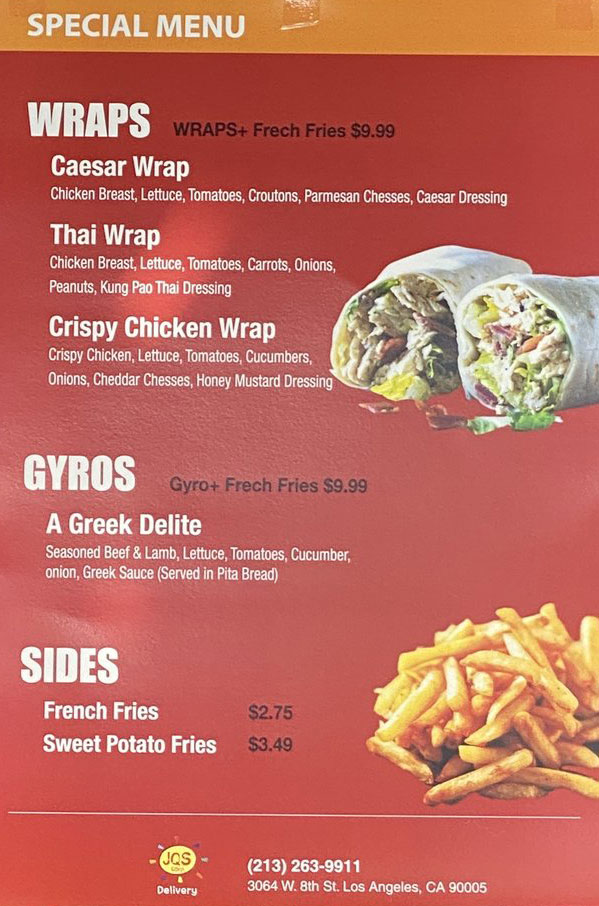 SPECIAL MENU
WRAPS WRAPS+ Frech Fries $9.99
Caesar Wrap
Chicken Breast, Lettuce, Tomatoes, Croutons, Parmesan Chesses, Caesar Dressing
Thai Wrap
Chicken Breast, Lettuce, Tomatoes, Carrots, Onions,
Peanuts, Kung Pao Thai Dressing
Crispy Chicken Wrap
Crispy Chicken, Lettuce, Tomatoes, Cucumbers,
Onions, Cheddar Chesses, Honey Mustard Dressing
GYROS Gyro+ Frech Fries $9.99
A Greek Delite
Seasoned Beef & Lamb, Lettuce, Tomatoes, Cucumber,
onion, Greek Sauce (Served in Pita Bread)
SIDES
French Fries $2.75
Sweet Potato Fries $3.49
JQS
Delivery
(213) 263-9911
3064 W. 8th St. Los Angeles, CA 90005